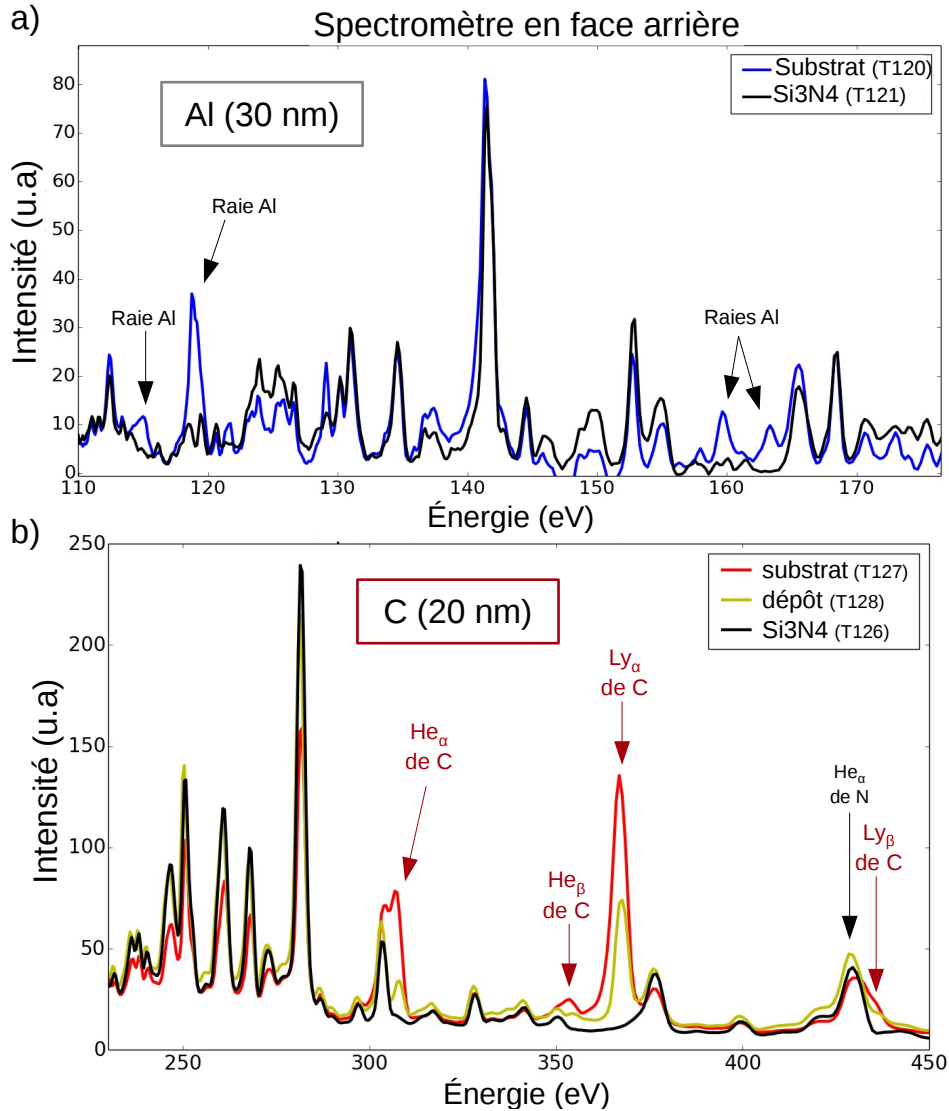 a)
Spectromètre en face arrière
Substrat (T120)
Si3N4 (T121)
Al (30 nm)
Raie Al
Raie Al
Raies Al
Intensité (u.a)
80
70
60
50
40
30
20
10
0
110 120 130 140 150 160 170
Énergie (eV)
b)
substrat (T127)
dépôt (T128)
Si3N4 (T126)
C (20 nm)
Heα
de C
Lyα
de C
Heβ
de C
Heα
de N
Lyβ
de C
Intensité (u.a)
250
200
150
100
50
0
250 300 350 400 450
Énergie (eV)